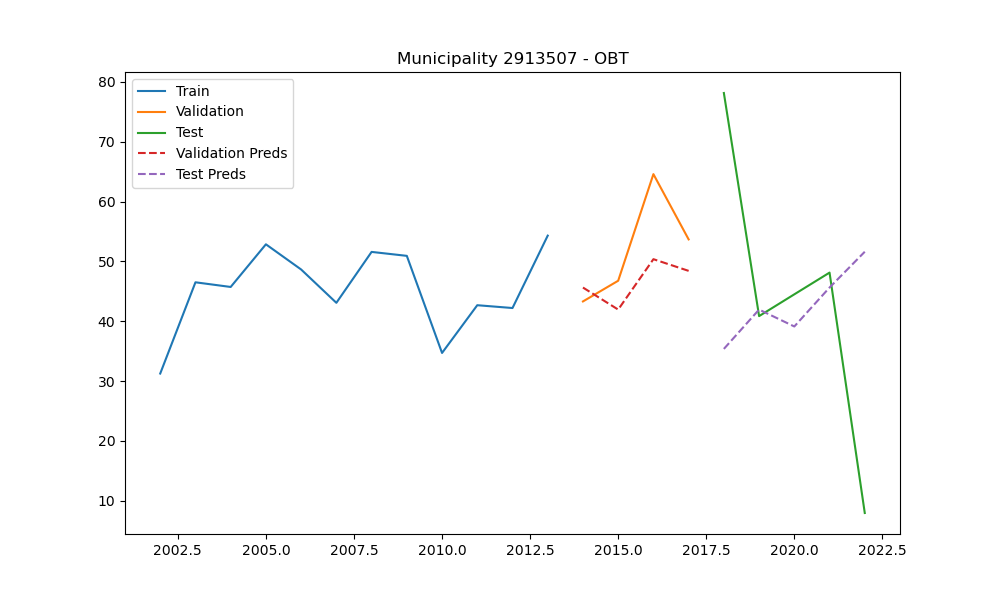 Municipality 2913507 - OBT
Train
Validation
Test
Validation Preds
Test Preds
80
70
60
50
40
30
20
10
2002.5 2005.0 2007.5 2010.0 2012.5 2015.0 2017.5 2020.0 2022.5